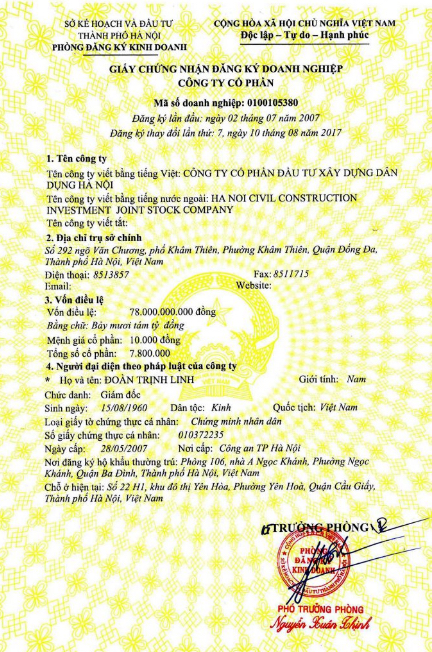 SỞ KẾ HOẠCH VÀ ĐẦU TƯ
THÀNH PHỐ HÀ NỘI
PHÒNG ĐĂNG KÝ KINH DOANH
CỘNG HÒA XÃ HỘI CHỦ NGHĨA VIỆT NAM
Độc lập – Tự do – Hạnh phúc
GIẤY CHỨNG NHẬN ĐĂNG KÝ DOANH NGHIỆP
CÔNG TY CỔ PHẦN
Mã số doanh nghiệp: 0100105380
Đăng ký lần đầu: ngày 02 tháng 07 năm 2007
Đăng ký thay đổi lần thứ: 7, ngày 10 tháng 08 năm 2017
1. Tên công ty
Tên công ty viết bằng tiếng Việt: CÔNG TY CỔ PHẦN ĐẦU TƯ XÂY DỰNG DÂN
DỤNG HÀ NỘI
Tên công ty viết bằng tiếng nước ngoài: HA NOI CIVIL CONSTRUCTION
INVESTMENT JOINT STOCK COMPANY
Tên công ty viết tắt:
2. Địa chỉ trụ sở chính
Số 292 ngõ Văn Chương, phố Khâm Thiên, Phường Khâm Thiên, Quận Đống Đa,
Thành phố Hà Nội, Việt Nam
Điện thoại: 8513857 Fax: 8511715
Email: Website:
3. Vốn điều lệ
Vốn điều lệ: 78.000.000.000 đồng
Bằng chữ: Bảy mươi tám tỷ đồng
Mệnh giá cổ phần: 10.000 đồng
Tổng số cổ phần: 7.800.000
4. Người đại diện theo pháp luật của công ty
* Họ và tên: ĐOÀN TRỊNH LINH Giới tính: Nam
Chức danh: Giám đốc
Sinh ngày: 15/08/1960 Dân tộc: Kinh Quốc tịch: Việt Nam
Loại giấy tờ chứng thực cá nhân: Chứng minh nhân dân
Số giấy chứng thực cá nhân: 010372235
Ngày cấp: 28/05/2007 Nơi cấp: Công an TP Hà Nội
Nơi đăng ký hộ khẩu thường trú: Phòng 106, nhà A Ngọc Khánh, Phường Ngọc
Khánh, Quận Ba Đình, Thành phố Hà Nội, Việt Nam
Chỗ ở hiện tại: Số 22 H1, khu đô thị Yên Hòa, Phường Yên Hoà, Quận Cầu Giấy,
Thành phố Hà Nội, Việt Nam
TRƯỞNG PHÒNG
PHÒNG
ĐĂNG KÝ
KINH DOANH
PHÓ TRƯỞNG PHÒNG
Nguyễn Xuân Thịnh